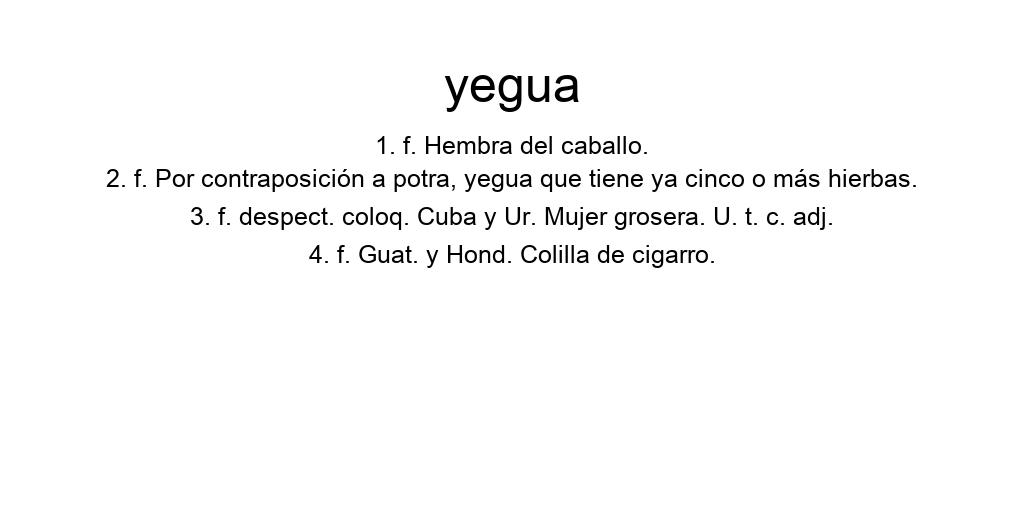 yegua
1. f. Hembra del caballo.
2. f. Por contraposición a potra, yegua que tiene ya cinco o más hierbas.
3. f. despect. coloq. Cuba y Ur. Mujer grosera. U. t. c. adj.
4. f. Guat. y Hond. Colilla de cigarro.